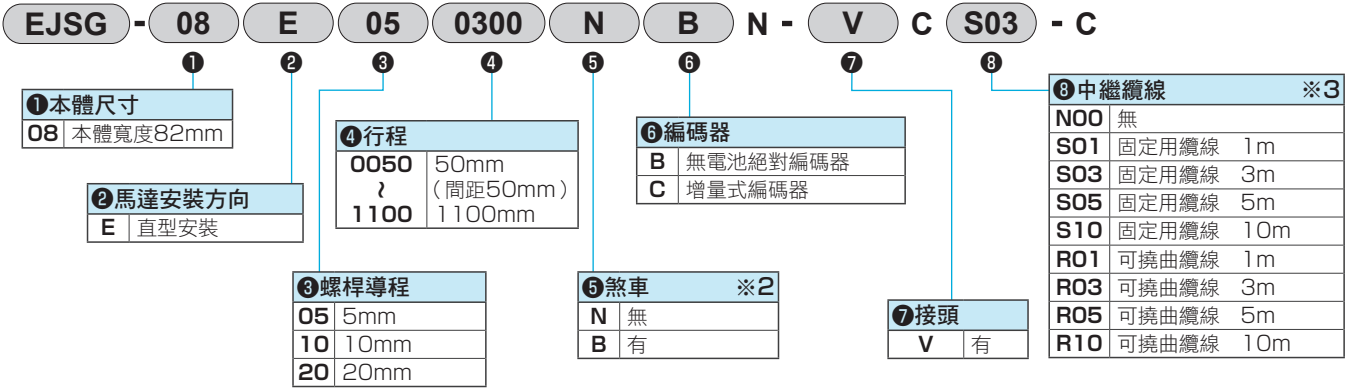 EJSG - 08 E 05 0300 N B N - V C S03 - C
❶ ❷ ❸ ❹ ❺ ❻ ❼ ❽
❶本體尺寸
08 本體寬度82mm
❷馬達安裝方向
E 直型安裝
❸螺桿導程
05 5mm
10 10mm
20 20mm
❹行程
0050 50mm
~ （間距50mm）
1100 1100mm
❺煞車 ※2
N 無
B 有
❻編碼器
B 無電池絕對編碼器
C 增量式編碼器
❼接頭
V 有
❽中繼纜線 ※3
N00 無
S01 固定用纜線 1m
S03 固定用纜線 3m
S05 固定用纜線 5m
S10 固定用纜線 10m
R01 可撓曲纜線 1m
R03 可撓曲纜線 3m
R05 可撓曲纜線 5m
R10 可撓曲纜線 10m